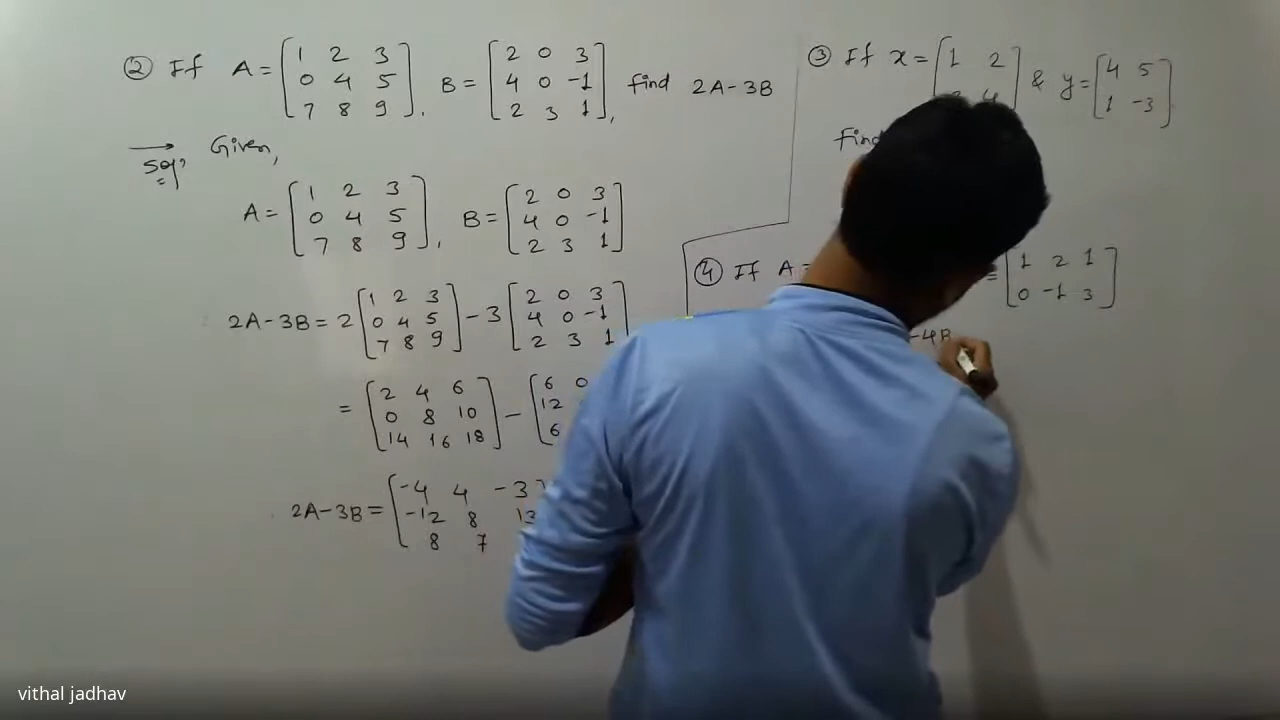 ② If A = [1 2 3
0 4 5
7 8 9], B = [2 0 3
4 0 -1
2 3 1], find 2A-3B
Given,
A = [1 2 3
0 4 5
7 8 9], B = [2 0 3
4 0 -1
2 3 1]
2A-3B = 2 [1 2 3
0 4 5
7 8 9] - 3 [2 0 3
4 0 -1
2 3 1]
= [2 4 6
0 8 10
14 16 18] - [6 0
12
6
2A-3B = [-4 4 -3
-12 8 13
8 7
③ If x = [1 2
& y = [4 5
1 -3]
Find
④ If A =
= [1 2 1
0 -1 3]
-4B
vithal jadhav